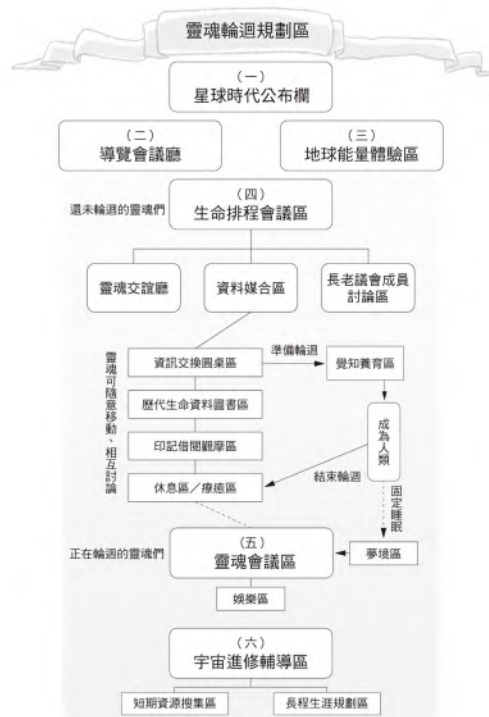 靈魂輪迴規劃區
（一）
星球時代公布欄
（二）
導覽會議廳
（三）
地球能量體驗區
還未輪迴的靈魂們
（四）
生命排程會議區
靈魂交誼廳
資料媒合區
長老議會成員
討論區
靈魂可隨意移動、相互討論
資訊交換圓桌區
準備輪迴
覺知養育區
歷代生命資料圖書區
印記借閱觀摩區
休息區／療癒區
成為人類
結束輪迴
固定睡眠
正在輪迴的靈魂們
（五）
靈魂會議區
夢境區
娛樂區
（六）
宇宙進修輔導區
短期資源搜集區
長程生涯規劃區